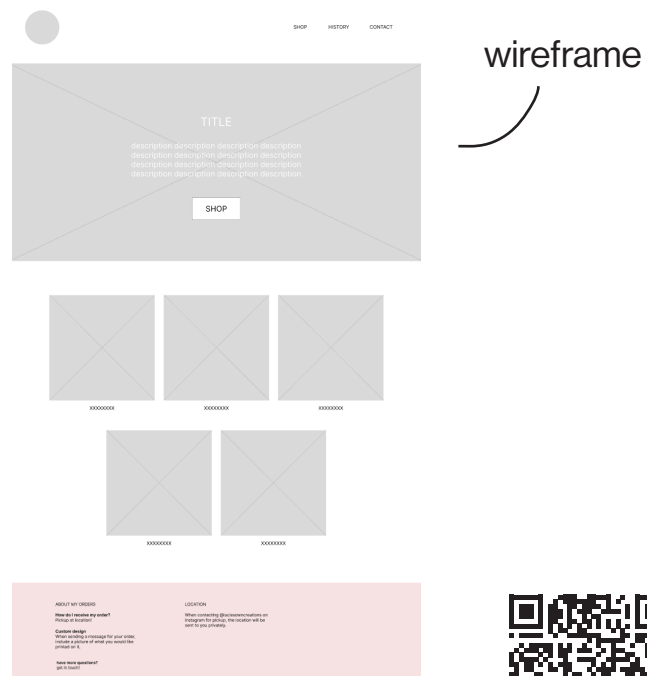 SHOP HISTORY CONTACT
wireframe
TITLE
description description description description
description description description description
description description description description
description description description description
SHOP
XXXXXXXX XXXXXXXX XXXXXXXX
XXXXXXXX XXXXXXXX
ABOUT MY ORDERS
How do I receive my order?
Pickup at location!
Custom design
When sending a message for your order,
include a picture of what you would like
printed on it.
have more questions?
get in touch!
LOCATION
When contacting
on
instagram for pickup, the location will be
sent to you privately.